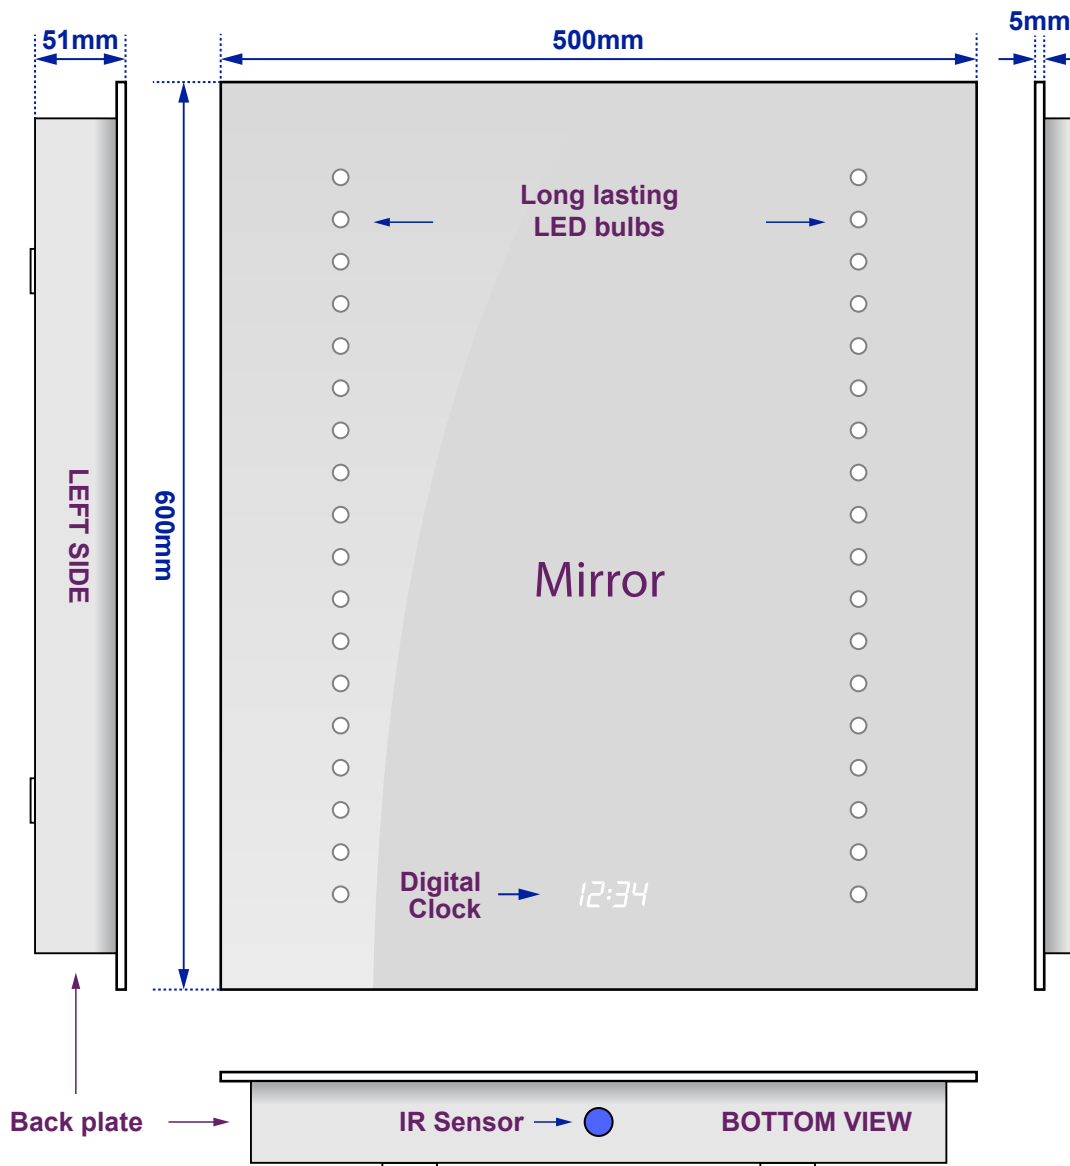 5mm
51mm
500mm
Long lasting
LED bulbs
LEFT SIDE
600mm
Mirror
Digital
Clock
12:34
Back plate
IR Sensor
BOTTOM VIEW